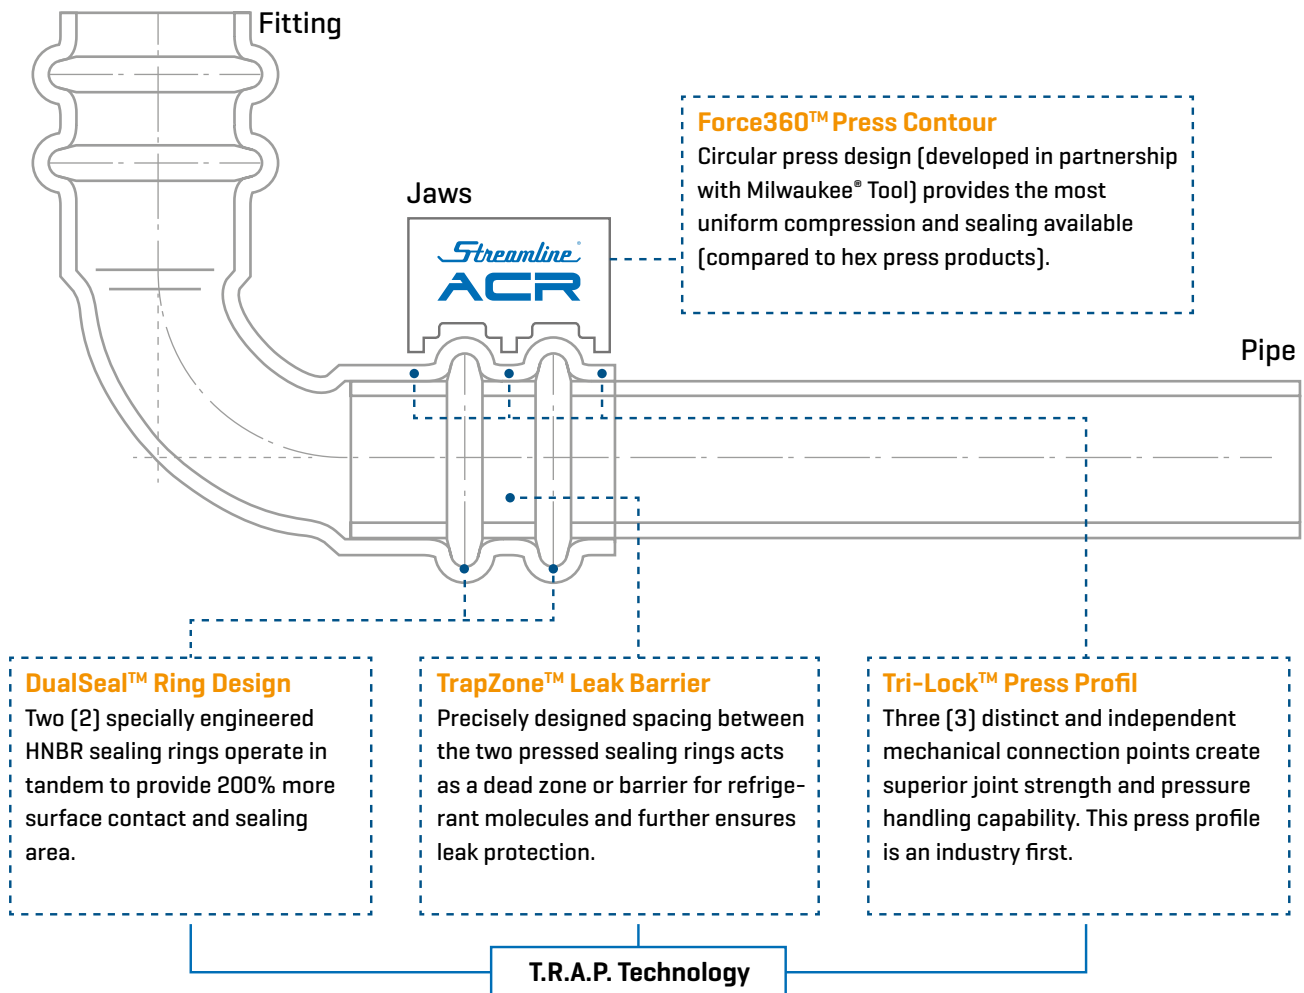 Fitting
Force360™ Press Contour
Circular press design (developed in partnership
with Milwaukee® Tool) provides the most
uniform compression and sealing available
(compared to hex press products).
Jaws
Streamline®
ACR
Pipe
DualSeal™ Ring Design
Two (2) specially engineered
HNBR sealing rings operate in
tandem to provide 200% more
surface contact and sealing
area.
TrapZone™ Leak Barrier
Precisely designed spacing between
the two pressed sealing rings acts
as a dead zone or barrier for refrige-
rant molecules and further ensures
leak protection.
Tri-Lock™ Press Profil
Three (3) distinct and independent
mechanical connection points create
superior joint strength and pressure
handling capability. This press profile
is an industry first.
T.R.A.P. Technology